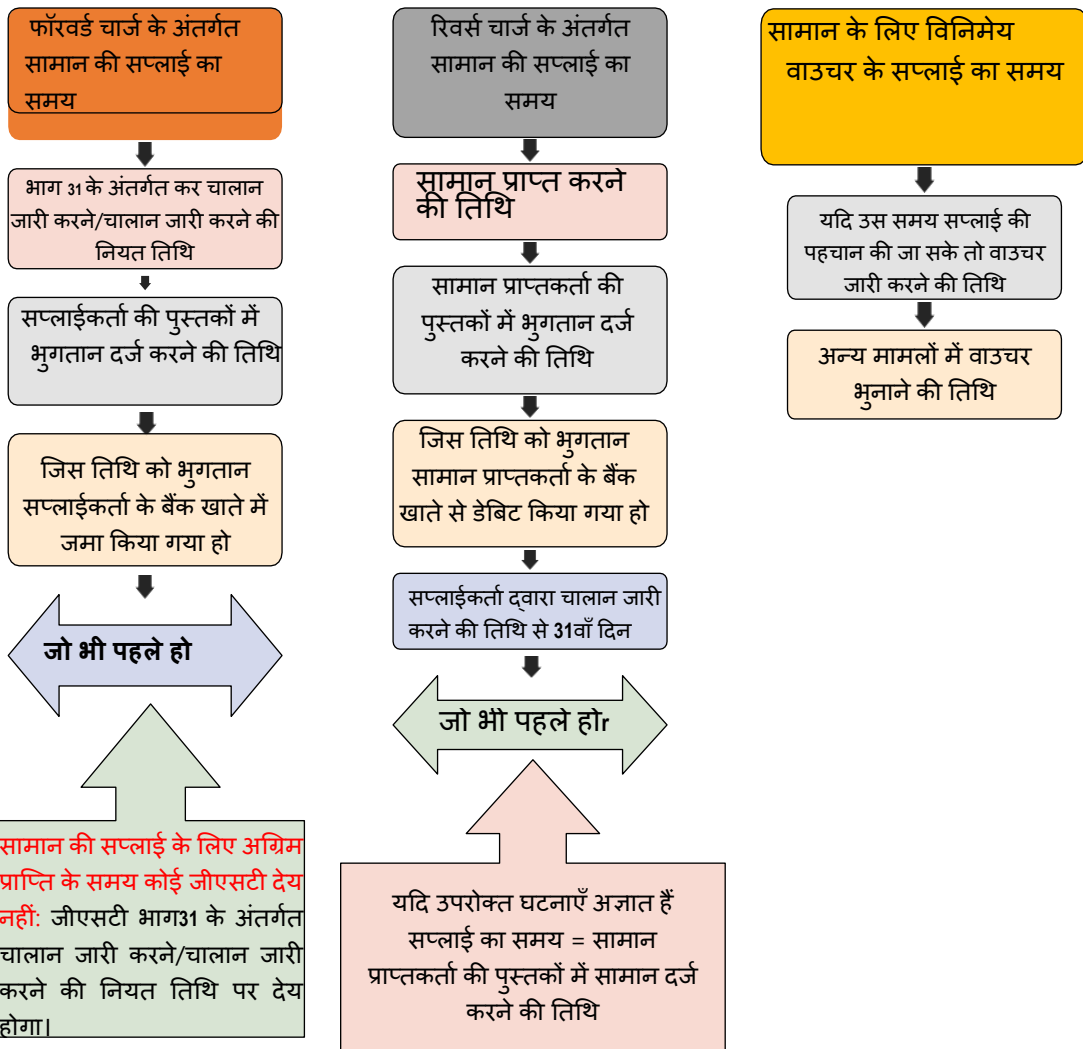 फॉरवर्ड चार्ज के अंतर्गत
सामान की सप्लाई का
समय
भाग 31 के अंतर्गत कर चालान
जारी करने/चालान जारी करने की
नियत तिथि
सप्लाईकर्ता की पुस्तकों में
भुगतान दर्ज करने की तिथि
जिस तिथि को भुगतान
सप्लाईकर्ता के बैंक खाते में
जमा किया गया हो
जो भी पहले हो
सामान की सप्लाई के लिए अग्रिम
प्राप्ति के समय कोई जीएसटी देय
नहीं: जीएसटी भाग31 के अंतर्गत
चालान जारी करने/चालान जारी
करने की नियत तिथि पर देय
होगा।
रिवर्स चार्ज के अंतर्गत
सामान की सप्लाई का
समय
सामान प्राप्त करने
की तिथि
सामान प्राप्तकर्ता की
पुस्तकों में भुगतान दर्ज
करने की तिथि
जिस तिथि को भुगतान
सामान प्राप्तकर्ता के बैंक
खाते से डेबिट किया गया हो
सप्लाईकर्ता द्वारा चालान जारी
करने की तिथि से 31वाँ दिन
जो भी पहले होr
यदि उपरोक्त घटनाएँ अज्ञात हैं
सप्लाई का समय = सामान
प्राप्तकर्ता की पुस्तकों में सामान दर्ज
करने की तिथि
सामान के लिए विनिमेय
वाउचर के सप्लाई का समय
यदि उस समय सप्लाई की
पहचान की जा सके तो वाउचर
जारी करने की तिथि
अन्य मामलों में वाउचर
भुनाने की तिथि